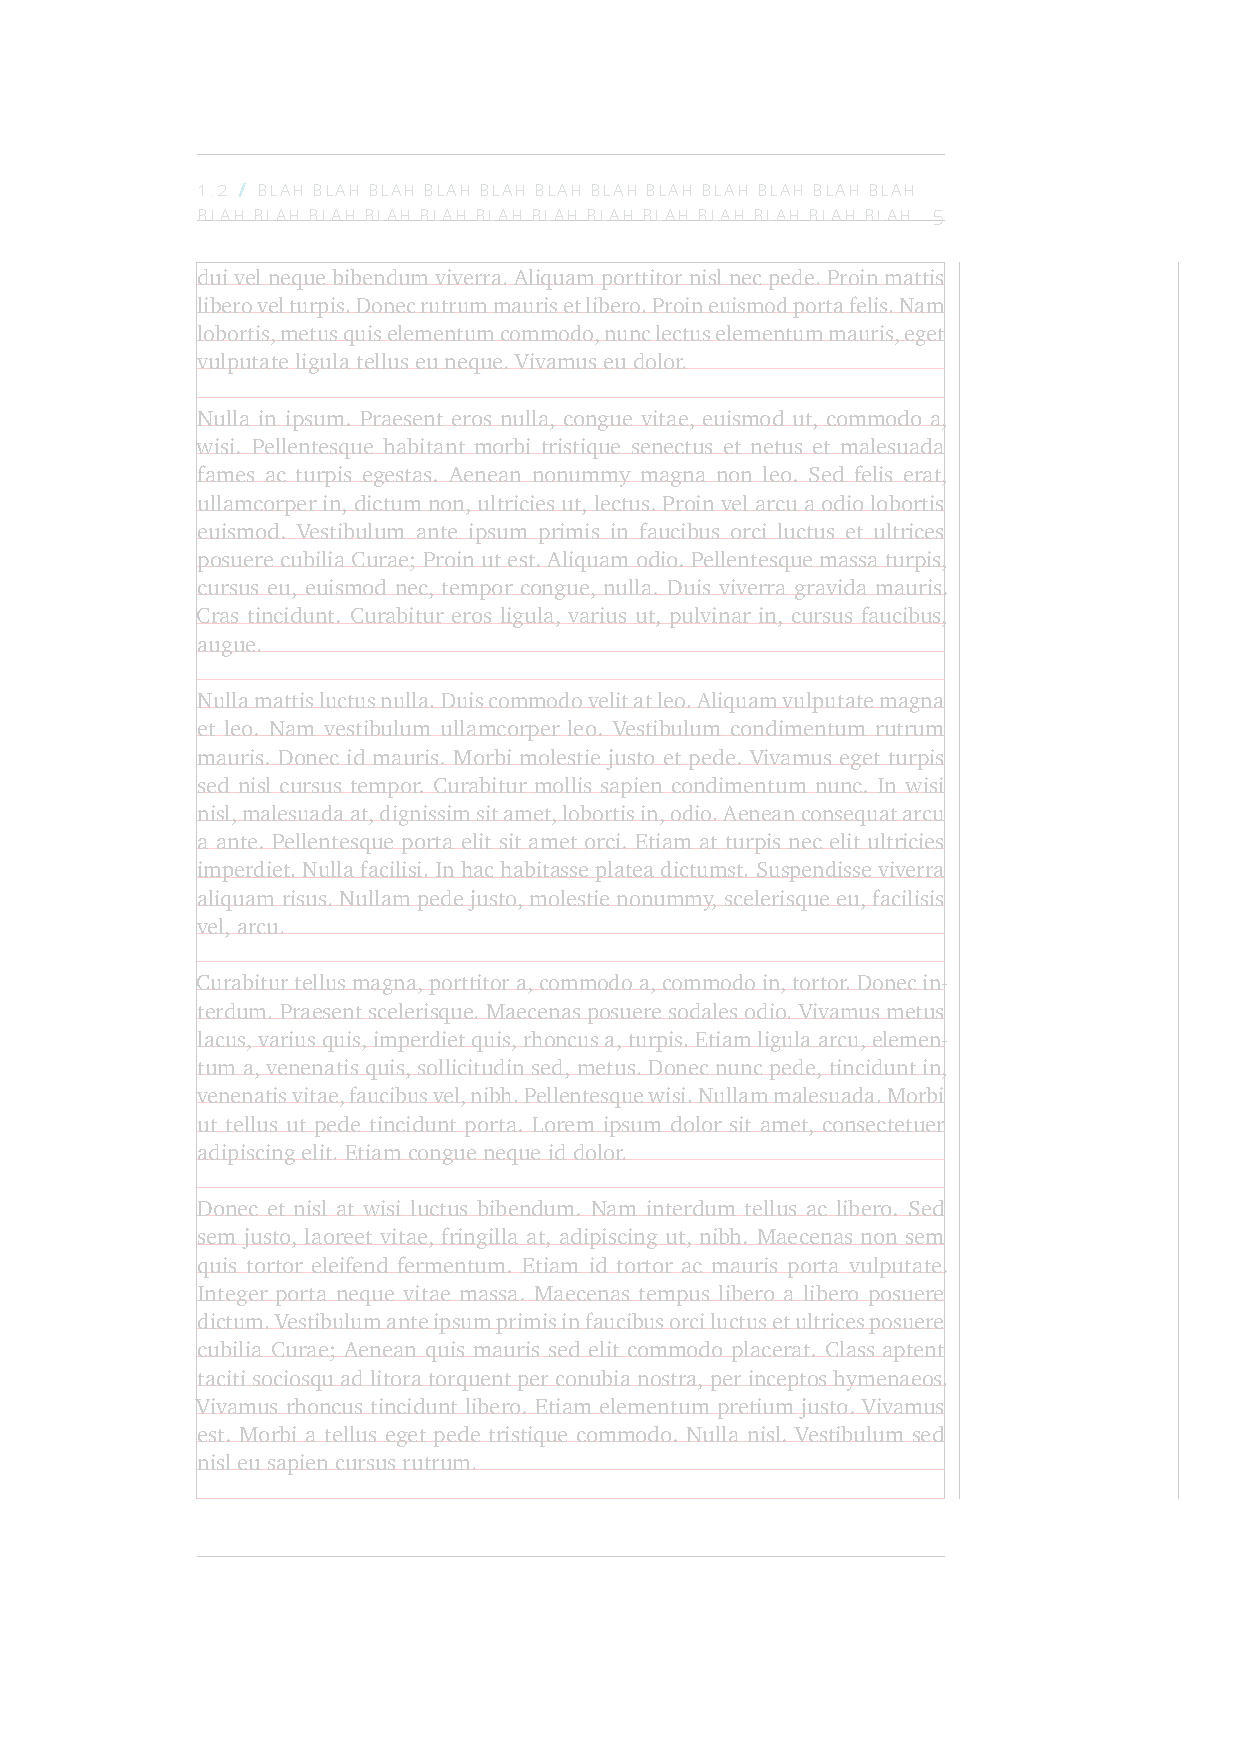 1.2 / BLAH BLAH BLAH BLAH BLAH BLAH BLAH BLAH BLAH BLAH BLAH BLAH
BLAH BLAH BLAH BLAH BLAH BLAH BLAH BLAH BLAH BLAH BLAH BLAH BLAH 5
dui vel neque bibendum viverra. Aliquam porttitor nisl nec pede. Proin mattis
libero vel turpis. Donec rutrum mauris et libero. Proin euismod porta felis. Nam
lobortis, metus quis elementum commodo, nunc lectus elementum mauris, eget
vulputate ligula tellus eu neque. Vivamus eu dolor.
Nulla in ipsum. Praesent eros nulla, congue vitae, euismod ut, commodo a,
wisi. Pellentesque habitant morbi tristique senectus et netus et malesuada
fames ac turpis egestas. Aenean nonummy magna non leo. Sed felis erat,
ullamcorper in, dictum non, ultricies ut, lectus. Proin vel arcu a odio lobortis
euismod. Vestibulum ante ipsum primis in faucibus orci luctus et ultrices
posuere cubilia Curae; Proin ut est. Aliquam odio. Pellentesque massa turpis,
cursus eu, euismod nec, tempor congue, nulla. Duis viverra gravida mauris.
Cras tincidunt. Curabitur eros ligula, varius ut, pulvinar in, cursus faucibus,
augue.
Nulla mattis luctus nulla. Duis commodo velit at leo. Aliquam vulputate magna
et leo. Nam vestibulum ullamcorper leo. Vestibulum condimentum rutrum
mauris. Donec id mauris. Morbi molestie justo et pede. Vivamus eget turpis
sed nisl cursus tempor. Curabitur mollis sapien condimentum nunc. In wisi
nisl, malesuada at, dignissim sit amet, lobortis in, odio. Aenean consequat arcu
a ante. Pellentesque porta elit sit amet orci. Etiam at turpis nec elit ultricies
imperdiet. Nulla facilisi. In hac habitasse platea dictumst. Suspendisse viverra
aliquam risus. Nullam pede justo, molestie nonummy, scelerisque eu, facilisis
vel, arcu.
Curabitur tellus magna, porttitor a, commodo a, commodo in, tortor. Donec in-
terdum. Praesent scelerisque. Maecenas posuere sodales odio. Vivamus metus
lacus, varius quis, imperdiet quis, rhoncus a, turpis. Etiam ligula arcu, elemen-
tum a, venenatis quis, sollicitudin sed, metus. Donec nunc pede, tincidunt in,
venenatis vitae, faucibus vel, nibh. Pellentesque wisi. Nullam malesuada. Morbi
ut tellus ut pede tincidunt porta. Lorem ipsum dolor sit amet, consectetuer
adipiscing elit. Etiam congue neque id dolor.
Donec et nisl at wisi luctus bibendum. Nam interdum tellus ac libero. Sed
sem justo, laoreet vitae, fringilla at, adipiscing ut, nibh. Maecenas non sem
quis tortor eleifend fermentum. Etiam id tortor ac mauris porta vulputate.
Integer porta neque vitae massa. Maecenas tempus libero a libero posuere
dictum. Vestibulum ante ipsum primis in faucibus orci luctus et ultrices posuere
cubilia Curae; Aenean quis mauris sed elit commodo placerat. Class aptent
taciti sociosqu ad litora torquent per conubia nostra, per inceptos hymenaeos.
Vivamus rhoncus tincidunt libero. Etiam elementum pretium justo. Vivamus
est. Morbi a tellus eget pede tristique commodo. Nulla nisl. Vestibulum sed
nisl eu sapien cursus rutrum.